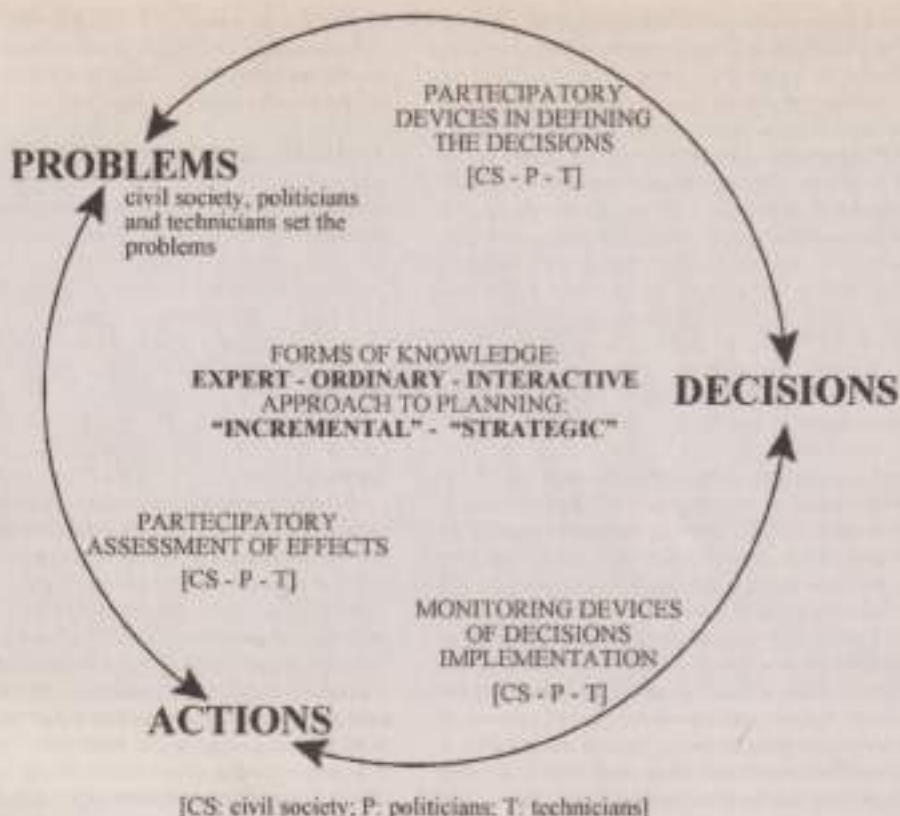 PARTECIPATORY
DEVICES IN DEFINING
THE DECISIONS
[CS - P - T]
PROBLEMS
civil society, politicians
and technicians set the
problems
FORMS OF KNOWLEDGE:
EXPERT - ORDINARY - INTERACTIVE
APPROACH TO PLANNING:
“INCREMENTAL” - “STRATEGIC”
DECISIONS
PARTECIPATORY
ASSESSMENT OF EFFECTS
[CS - P - T]
MONITORING DEVICES
OF DECISIONS
IMPLEMENTATION
[CS - P - T]
ACTIONS
[CS: civil society; P: politicians; T: technicians]